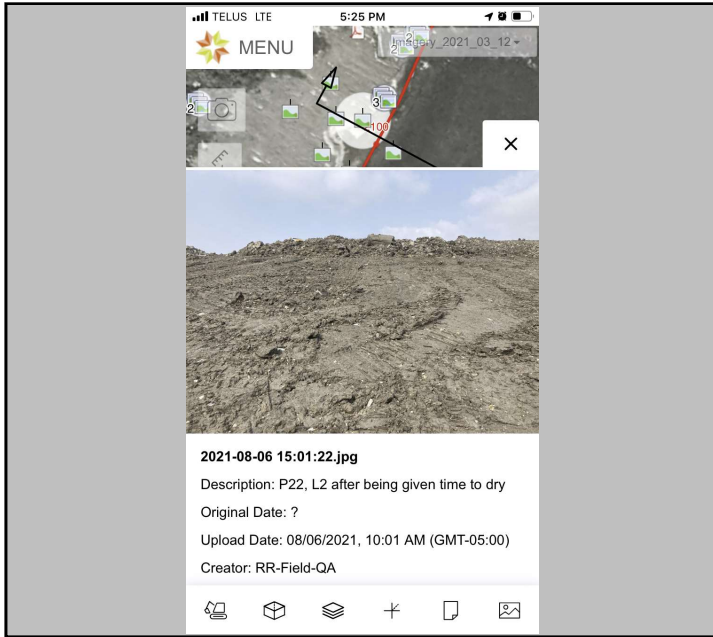 TELUS LTE 5:25 PM
MENU
Imagery_2021_03_12
2
2
2
3
100
2021-08-06 15:01:22.jpg
Description: P22, L2 after being given time to dry
Original Date: ?
Upload Date: 08/06/2021, 10:01 AM (GMT-05:00)
Creator: RR-Field-QA